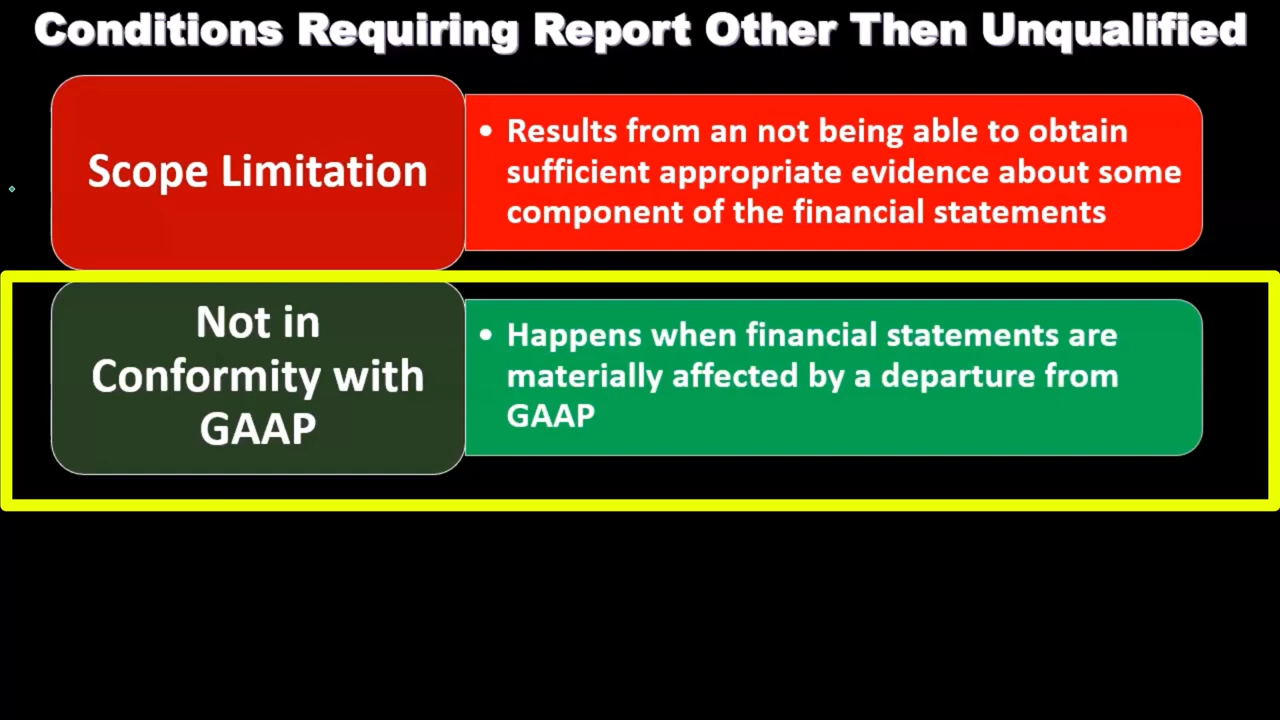 Conditions Requiring Report Other Then Unqualified
Scope Limitation
• Results from an not being able to obtain
sufficient appropriate evidence about some
component of the financial statements
Not in
Conformity with
GAAP
• Happens when financial statements are
materially affected by a departure from
GAAP